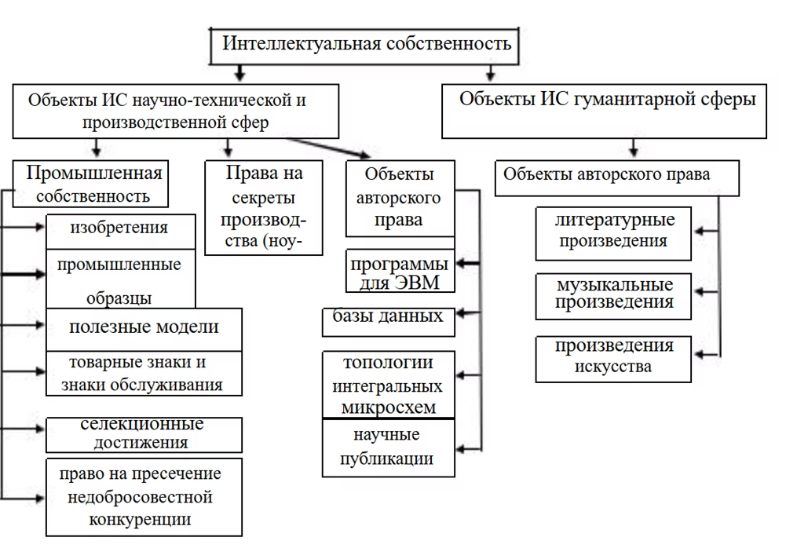 Интеллектуальная собственность
Объекты ИС научно-технической и
производственной сфер
Объекты ИС гуманитарной сферы
Промышленная
собственность
изобретения
промышленные
образцы
полезные модели
товарные знаки и
знаки обслуживания
селекционные
достижения
право на пресечение
недобросовестной
конкуренции
Права на
секреты
производ-
ства (ноу-
Объекты
авторского
права
программы
для ЭВМ
базы данных
топологии
интегральных
микросхем
научные
публикации
Объекты авторского права
литературные
произведения
музыкальные
произведения
произведения
искусства